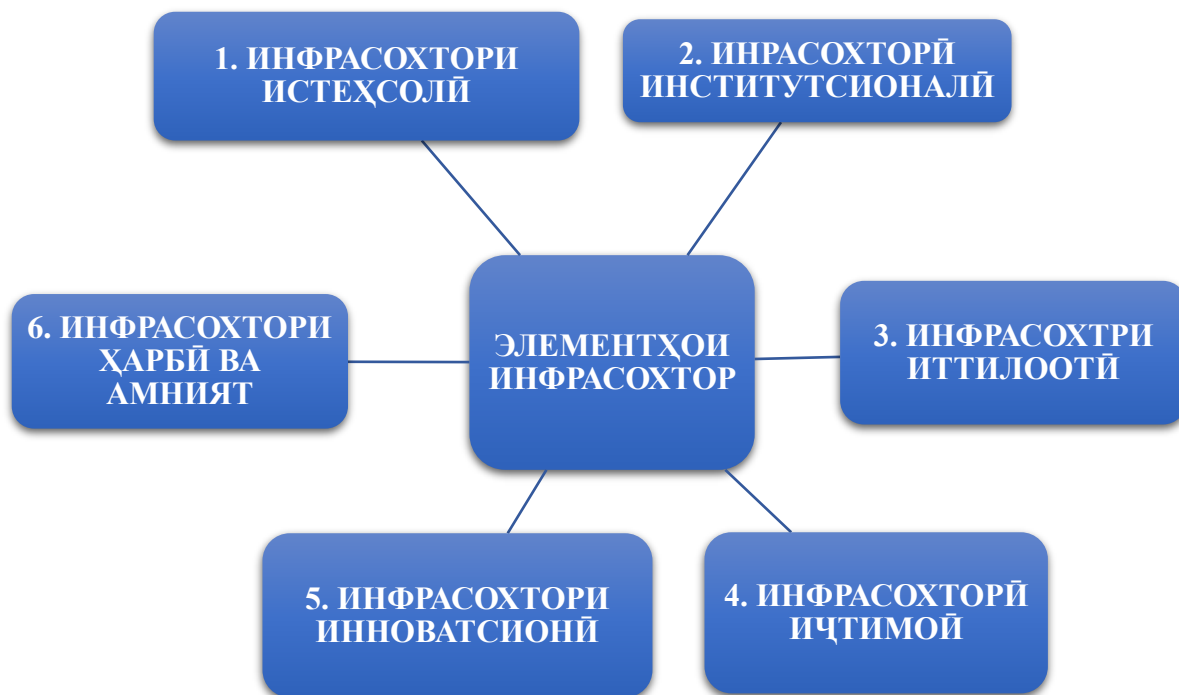 1. ИНФРАСОХТОРИ
ИСТЕҲСОЛӢ
2. ИНРАСОХТОРӢ
ИНСТИТУТСИОНАЛӢ
ЭЛЕМЕНТҲОИ
ИНФРАСОХТОР
3. ИНФРАСОХТРИ
ИТТИЛООТӢ
4. ИНФРАСОХТОРӢ
ИҶТИМОӢ
5. ИНФРАСОХТОРИ
ИННОВАТСИОНӢ
6. ИНФРАСОХТОРИ
ҲАРБӢ ВА
АМНИЯТ